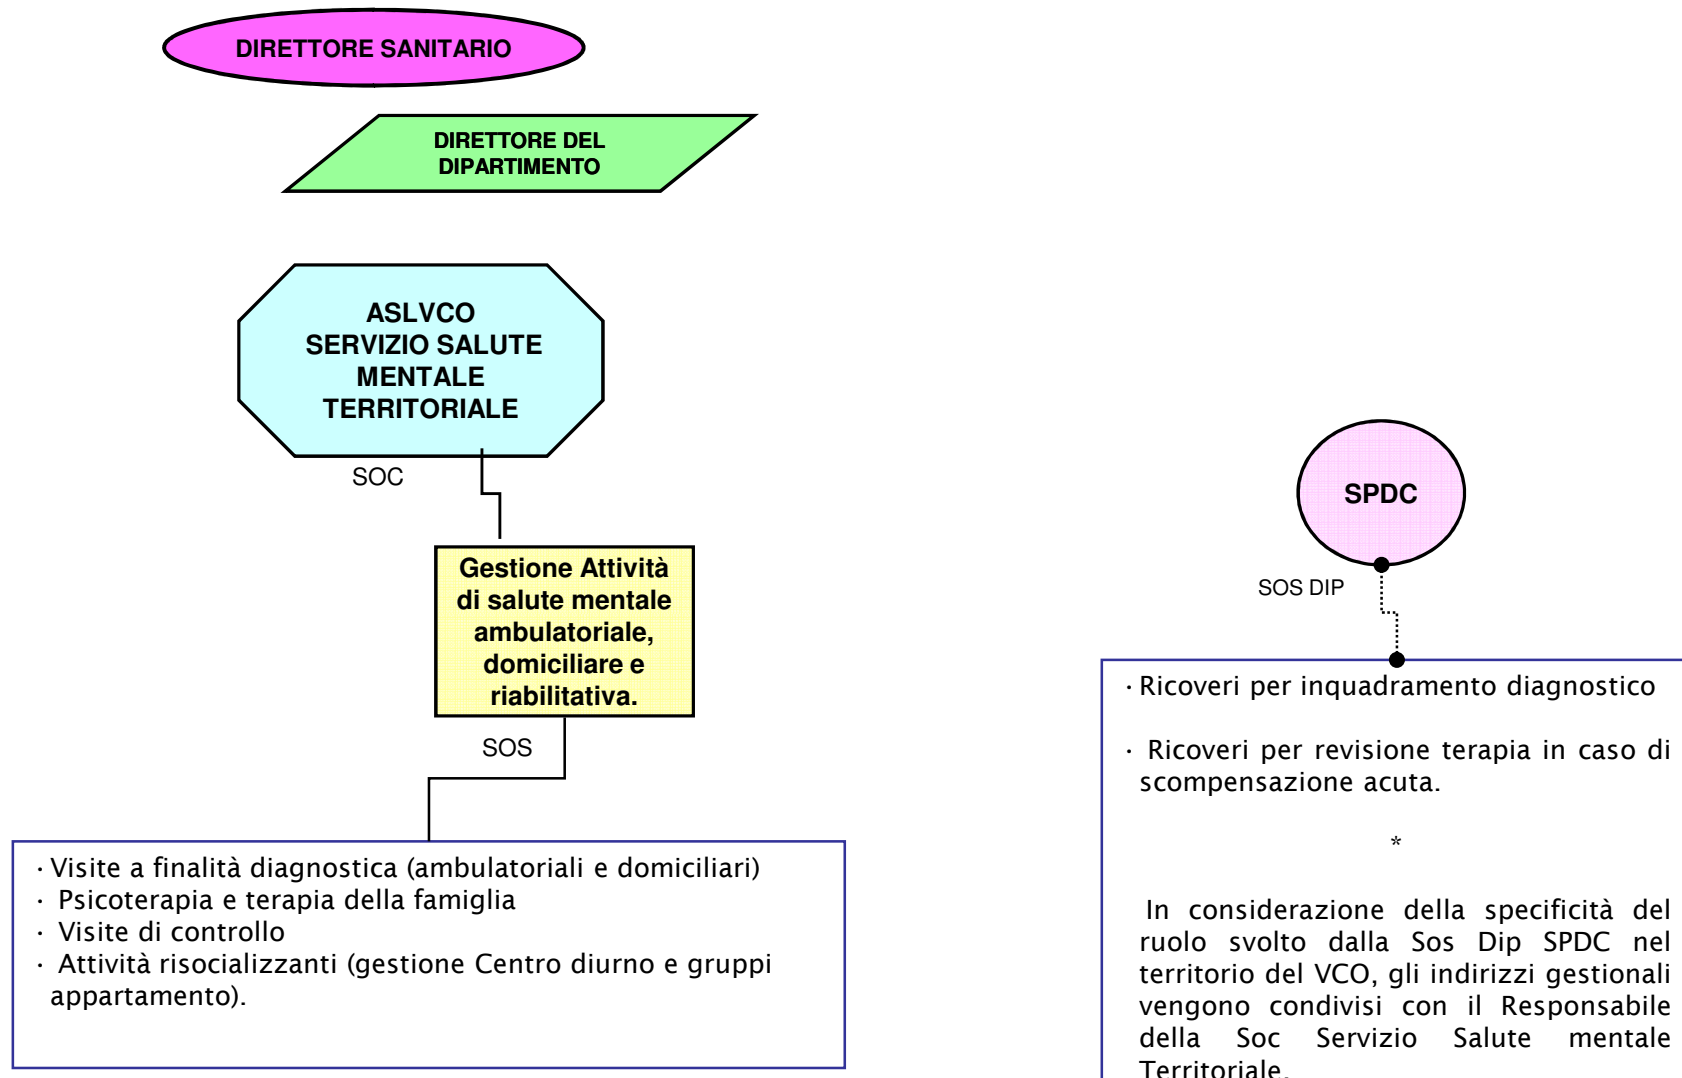 DIRETTORE SANITARIO
DIRETTORE DEL
DIPARTIMENTO
ASLVCO
SERVIZIO SALUTE
MENTALE
TERRITORIALE
SOC
Gestione Attività
di salute mentale
ambulatoriale,
domiciliare e
riabilitativa.
SOS
· Visite a finalità diagnostica (ambulatoriali e domiciliari)
· Psicoterapia e terapia della famiglia
· Visite di controllo
· Attività risocializzanti (gestione Centro diurno e gruppi
appartamento).
SPDC
SOS DIP
· Ricoveri per inquadramento diagnostico
· Ricoveri per revisione terapia in caso di
scompensazione acuta.
*
In considerazione della specificità del
ruolo svolto dalla Sos Dip SPDC nel
territorio del VCO, gli indirizzi gestionali
vengono condivisi con il Responsabile
della Soc Servizio Salute mentale
Territoriale.